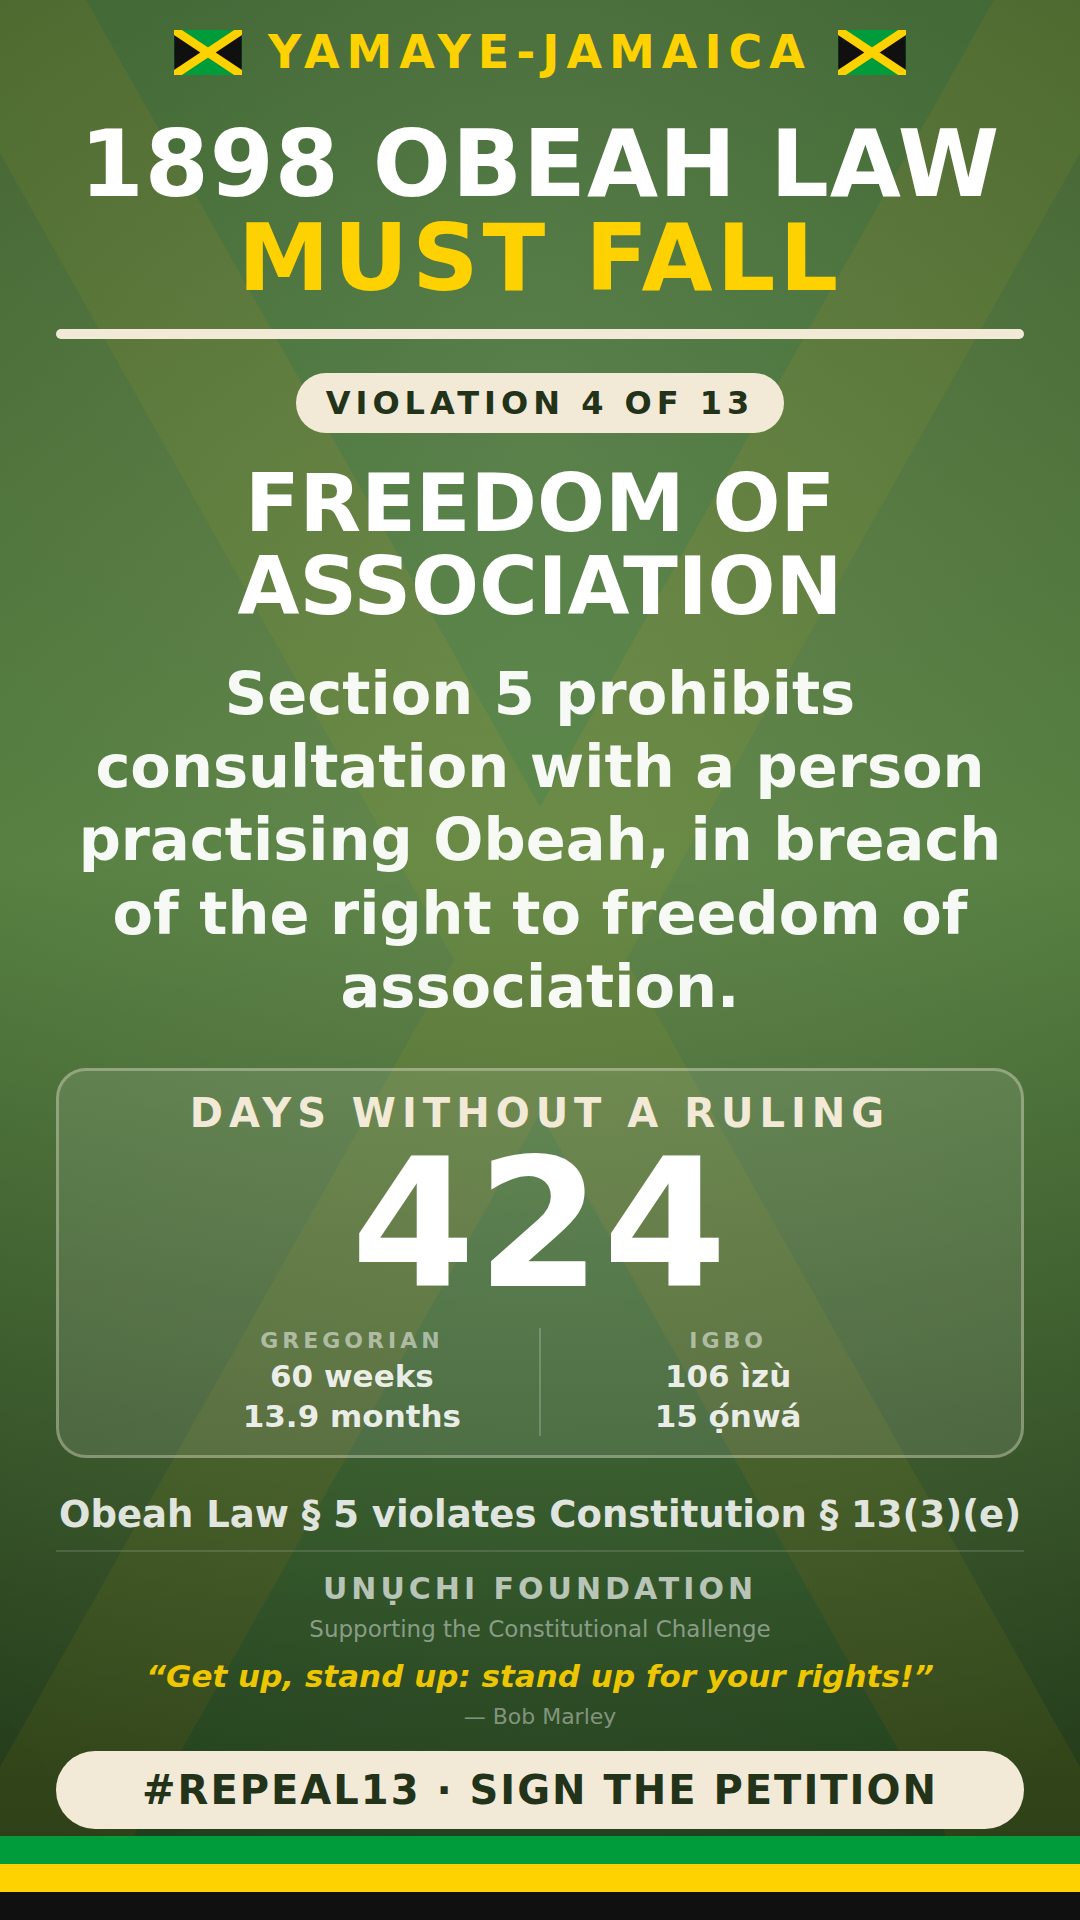 YAMAYE-JAMAICA
1898 OBEAH LAW
MUST FALL
VIOLATION 4 OF 13
FREEDOM OF
ASSOCIATION
Section 5 prohibits
consultation with a person
practising Obeah, in breach
of the right to freedom of
association.
DAYS WITHOUT A RULING
424
GREGORIAN
60 weeks
13.9 months
IGBO
106 ìzù
15 ọ́nwá
Obeah Law § 5 violates Constitution § 13(3)(e)
UNỤCHI FOUNDATION
Supporting the Constitutional Challenge
“Get up, stand up: stand up for your rights!”
— Bob Marley
#REPEAL13 · SIGN THE PETITION